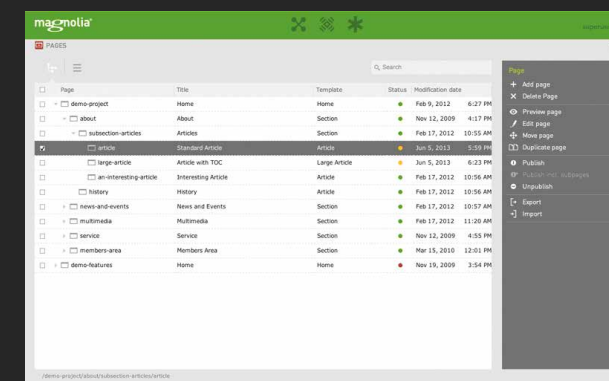 magnolia
PAGES
Search
Page Title Template Status Modification date
demo-project Home Home Feb 9, 2012 6:27 PM
about About Section Nov 12, 2009 4:17 PM
subsection-articles Articles Section Feb 17, 2012 10:55 AM
article Standard Article Article Jun 5, 2013 5:59 PM
large-article Article with TOC Large Article Jun 5, 2013 6:23 PM
an-interesting-article Interesting Article Article Feb 17, 2012 10:56 AM
history History Article Feb 17, 2012 10:56 AM
news-and-events News and Events Section Feb 17, 2012 10:57 AM
multimedia Multimedia Section Feb 17, 2012 11:20 AM
service Service Section Nov 12, 2009 4:55 PM
members-area Members Area Section Mar 15, 2010 12:01 PM
demo-features Home Home Nov 19, 2009 3:54 PM
Page
Add page
Delete Page
Preview page
Edit page
Move page
Duplicate page
Publish
Publish incl. subpages
Unpublish
Export
Import
/demo-project/about/subsection-articles/article